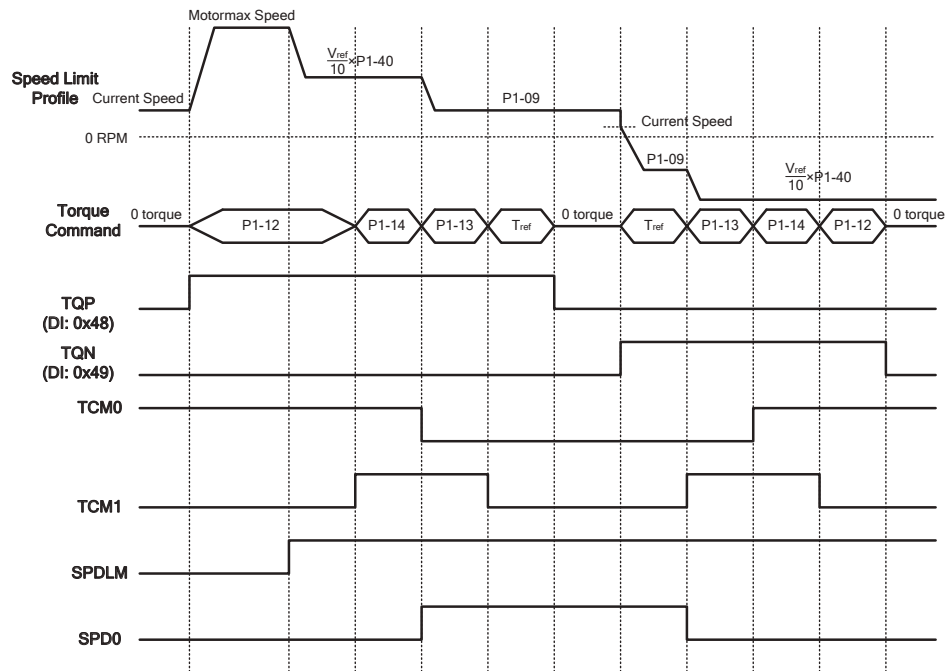 Motormax Speed
Vref
10 ×P1-40
Speed Limit
Profile
Current Speed
P1-09
0 RPM
Current Speed
P1-09
Vref
10 ×P1-40
Torque
Command
0 torque
P1-12
P1-14
P1-13
Tref
0 torque
Tref
P1-13
P1-14
P1-12
0 torque
TQP
(DI: 0x48)
TQN
(DI: 0x49)
TCM0
TCM1
SPDLM
SPD0